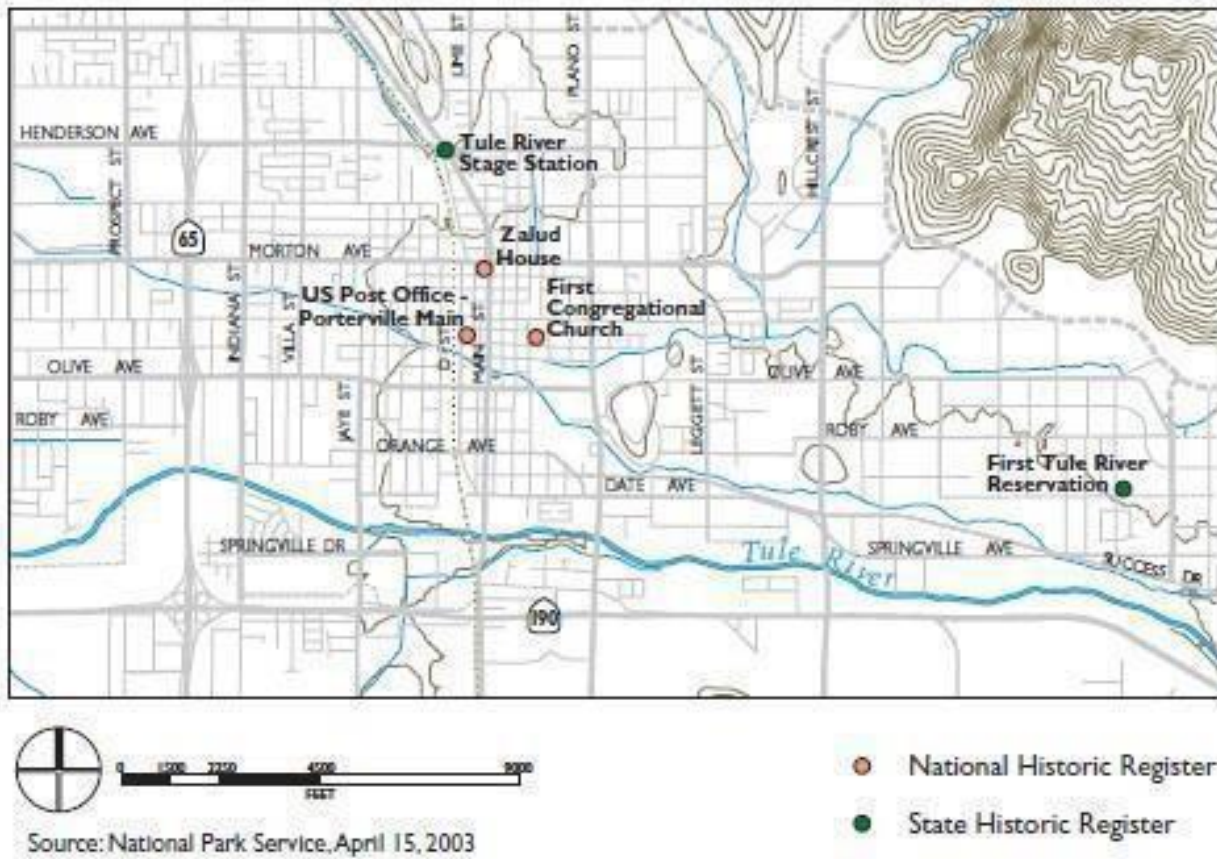 LIME ST
PLANO ST
HILLCREST ST
HENDERSON AVE
PROSPECT ST
Tule River
Stage Station
65
MORTON AVE
Zalud
House
INDIANA ST
VILLA ST
US Post Office -
Porterville Main
First
Congregational
Church
D ST
MAIN ST
OLIVE AVE
OLIVE AVE
JAYE ST
LEGGETT ST
ROBY AVE
ROBY AVE
ORANGE AVE
DATE AVE
First Tule River
Reservation
SPRINGVILLE DR
Tule River
SPRINGVILLE AVE
SUCCESS DR
190
0 1500 2250 4500 9000
FEET
National Historic Register
State Historic Register
Source: National Park Service, April 15, 2003